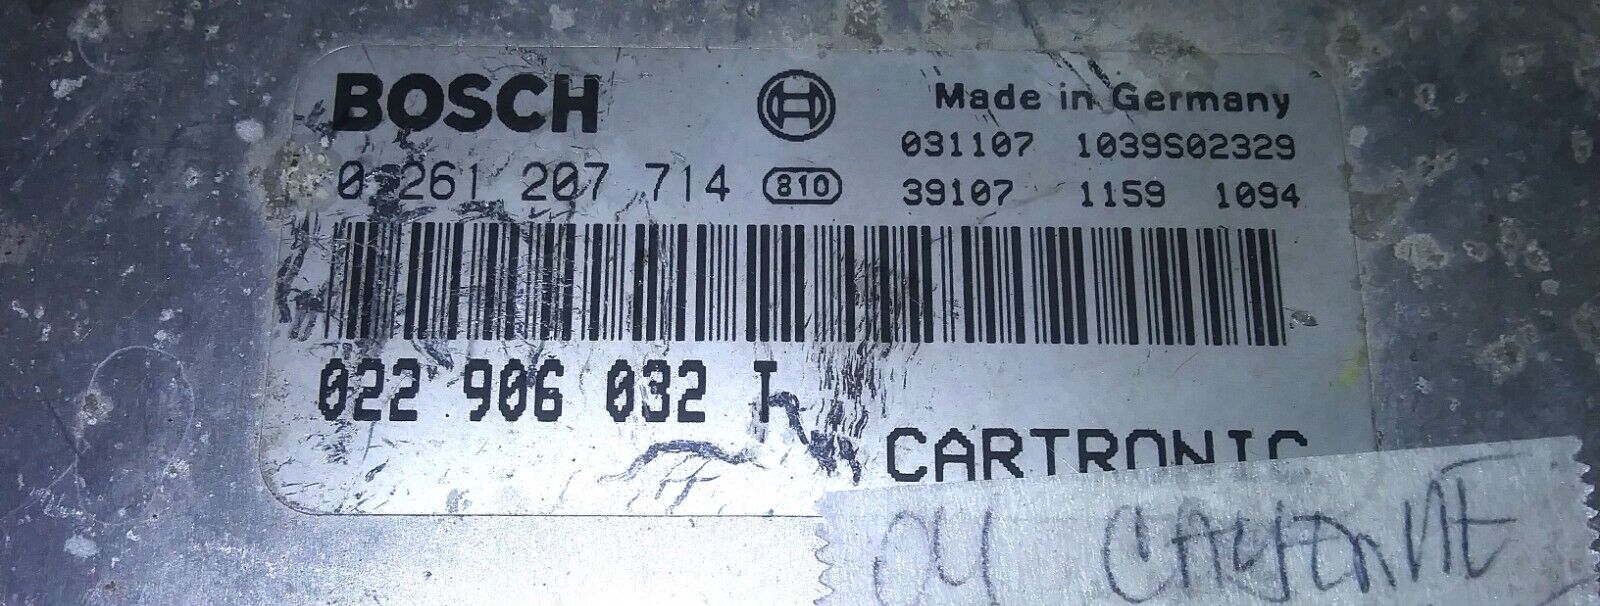 BOSCH
Made in Germany
031107 1039S02329
0 261 207 714 810
39107 1159 1094
022 906 032 T
CARTRONIC
04 CAYENNE